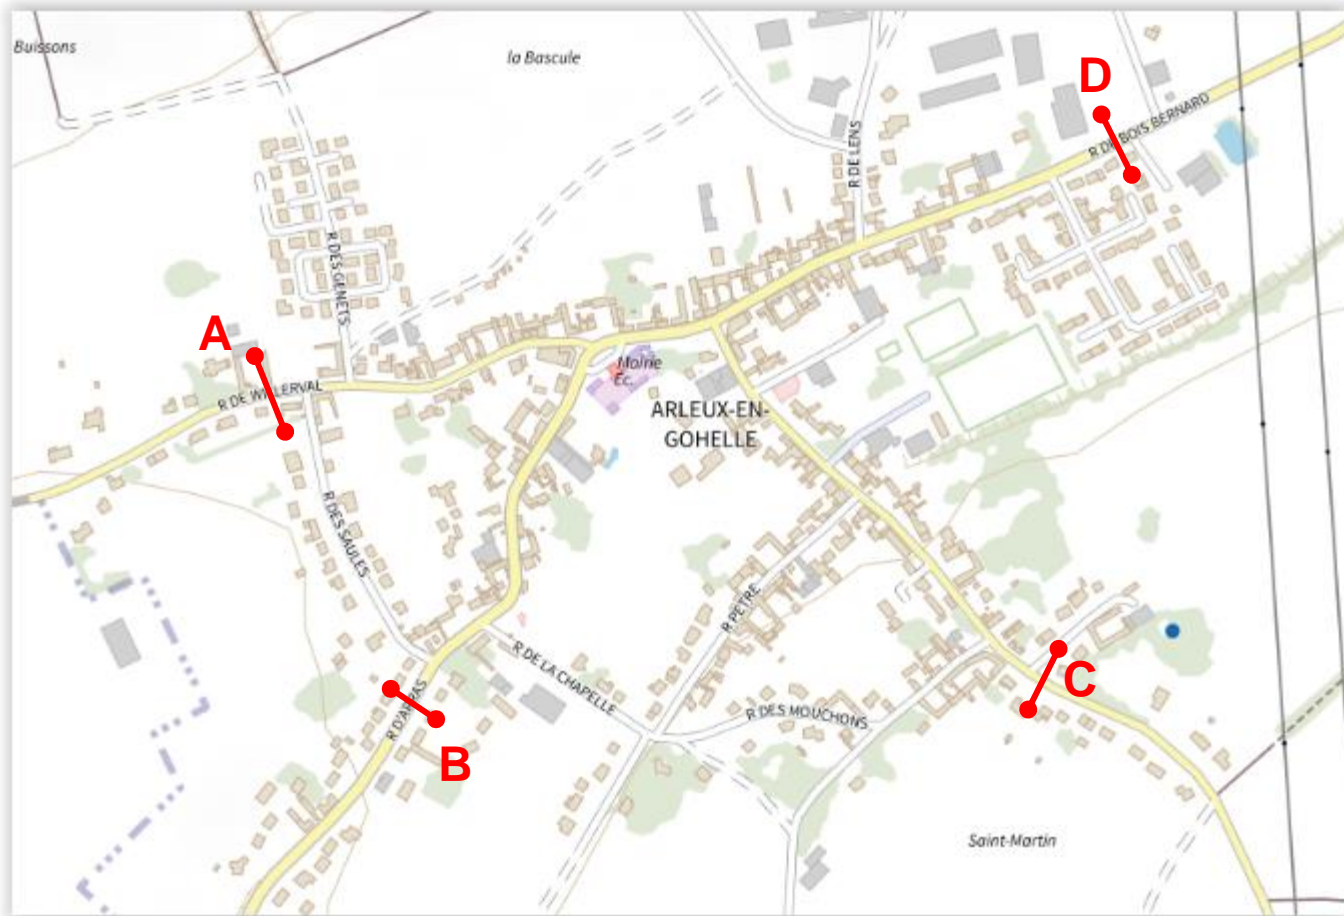 Buissons
la Bascule
D
R DE LENS
R DE BOIS BERNARD
R DES GENETS
A
Mairie
Éc.
R DE WILLERVAL
ARLEUX-EN-
GOHELLE
R DES SAULES
R PETRE
R DE LA CHAPELLE
C
R D'ARRAS
R DES MOUCHONS
B
Saint-Martin